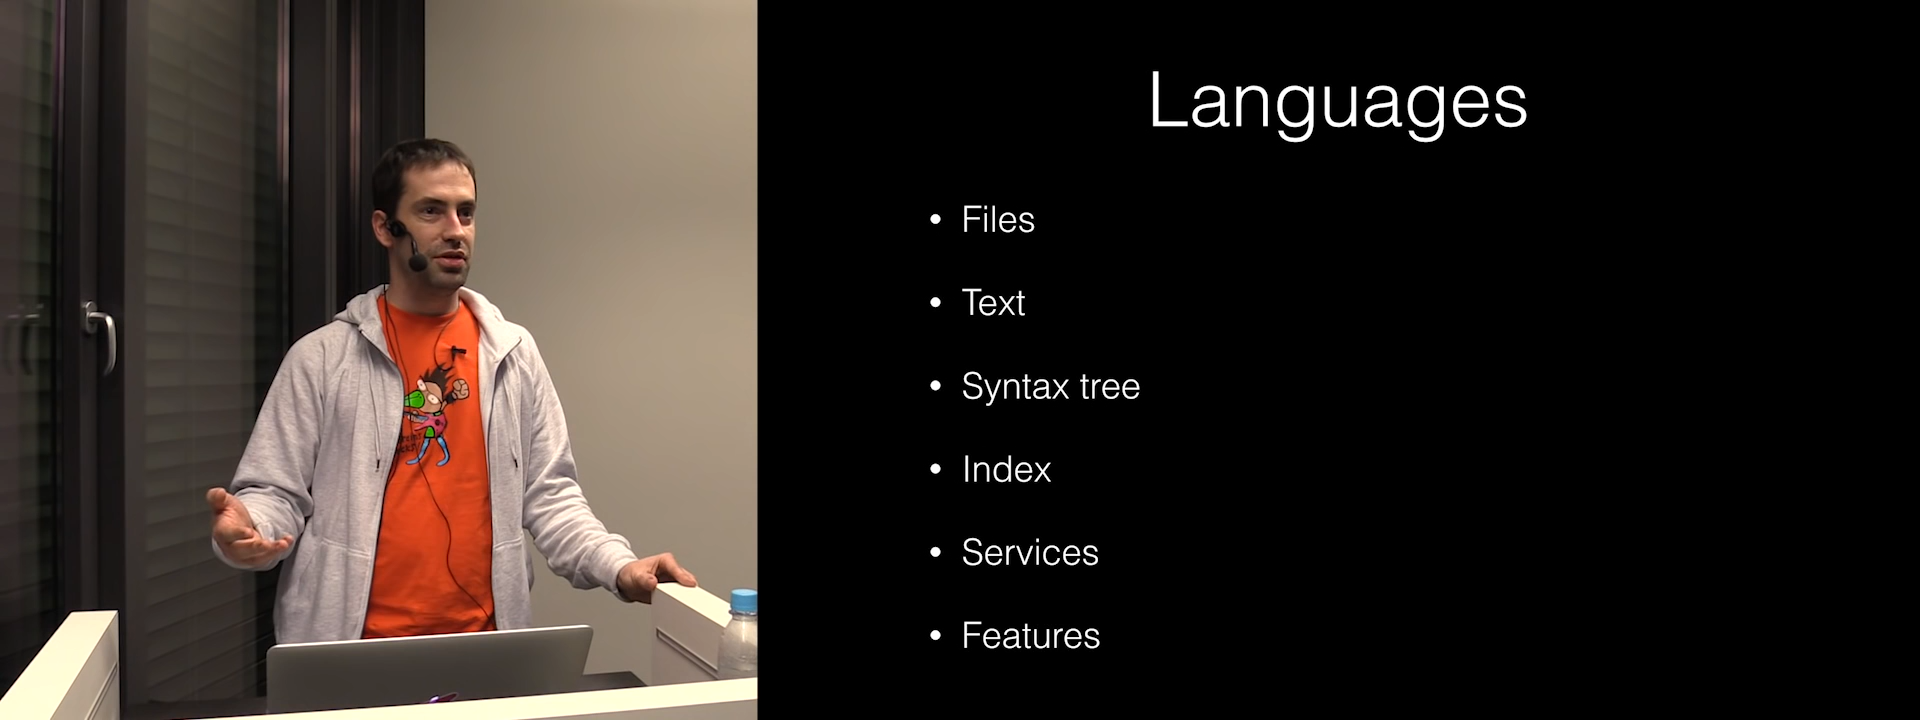 Languages
• Files
• Text
• Syntax tree
• Index
• Services
• Features